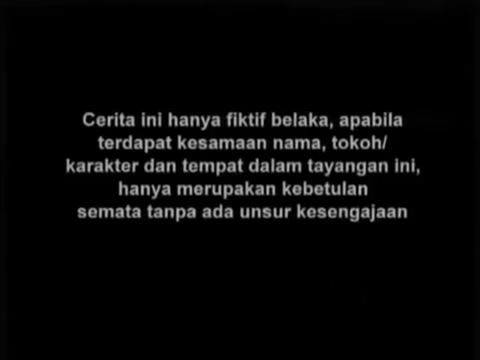 Cerita ini hanya fiktif belaka, apabila
terdapat kesamaan nama, tokoh/
karakter dan tempat dalam tayangan ini,
hanya merupakan kebetulan
semata tanpa ada unsur kesengajaan